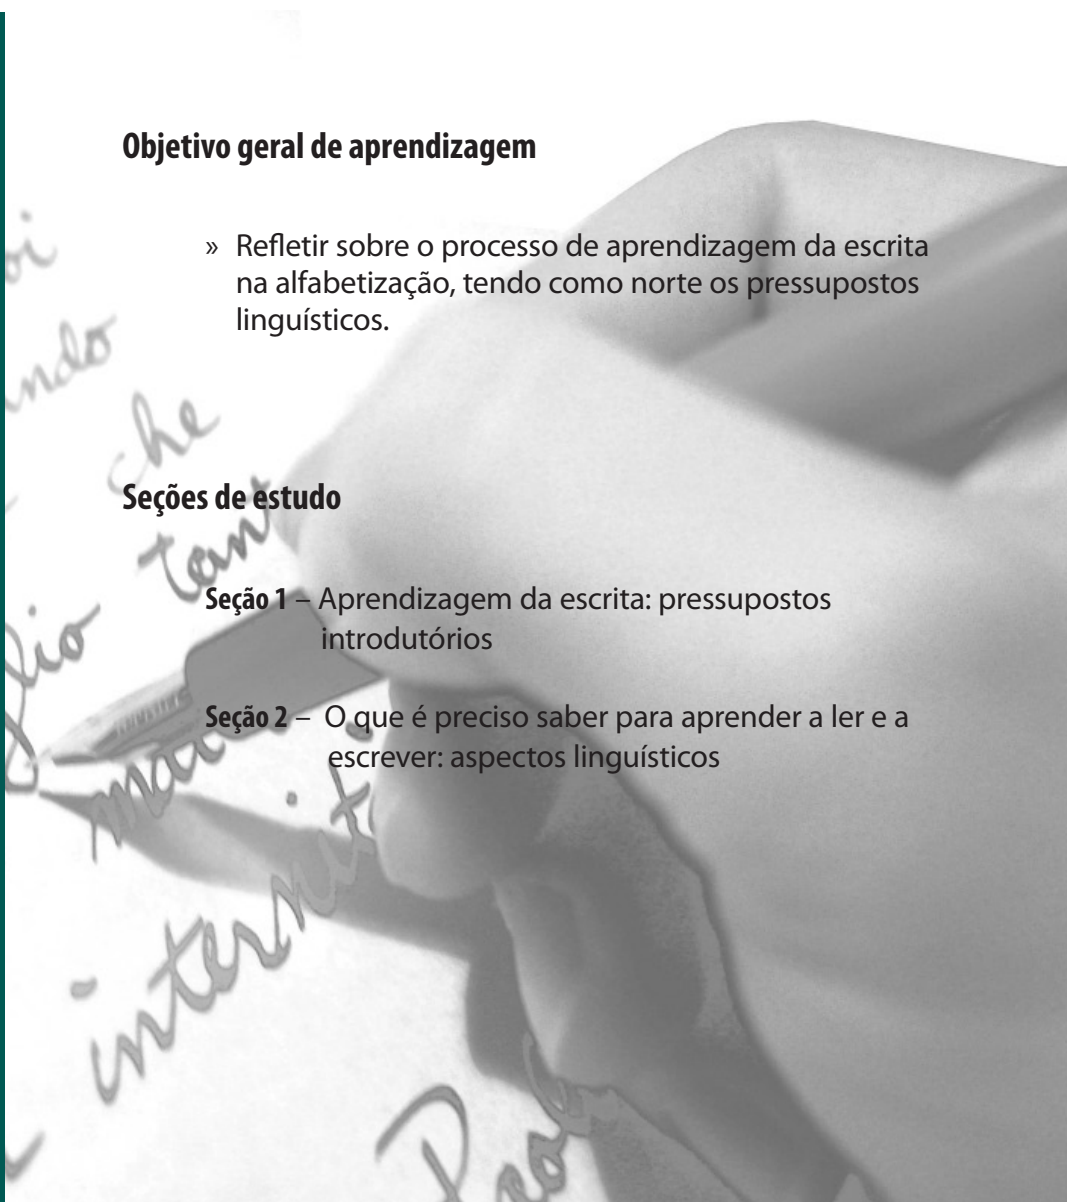 Objetivo geral de aprendizagem
» Refletir sobre o processo de aprendizagem da escrita
na alfabetização, tendo como norte os pressupostos
linguísticos.
che
Seções de estudo
tant
Seção 1 – Aprendizagem da escrita: pressupostos
introdutórios
Seção 2 – O que é preciso saber para aprender a ler e a
escrever: aspectos linguísticos